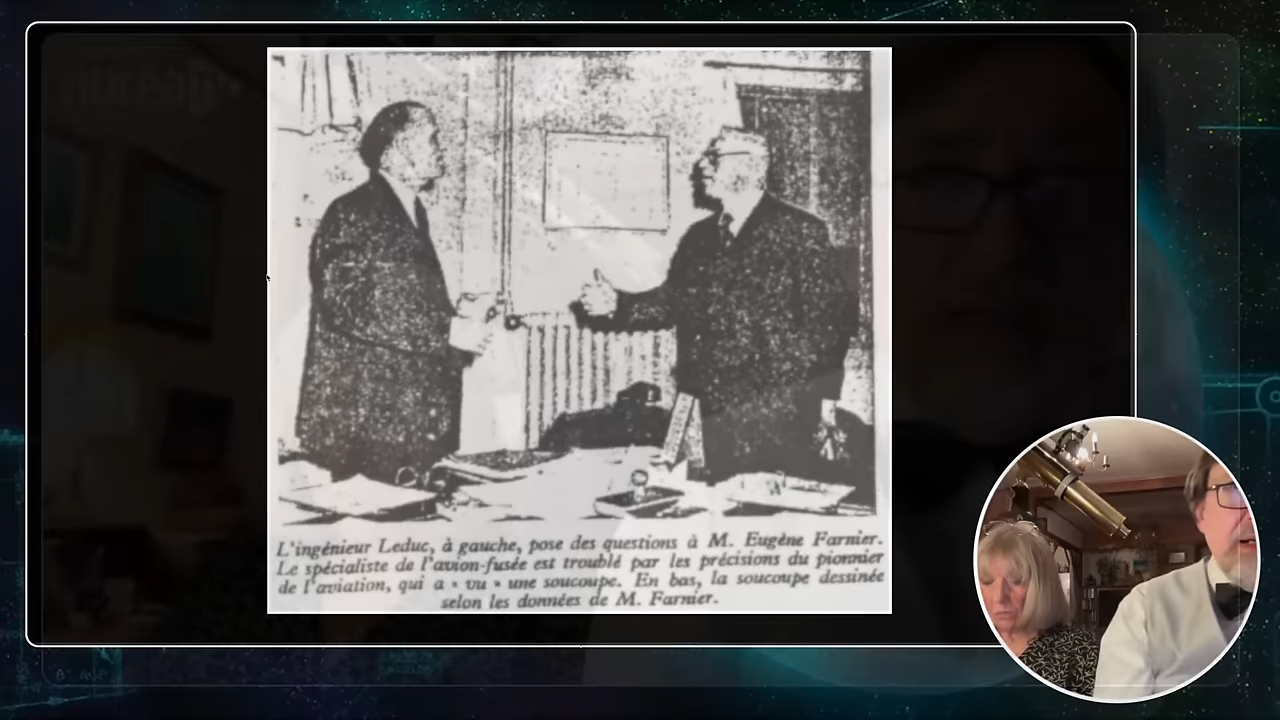 L'ingénieur Leduc, à gauche, pose des questions à M. Eugène Farnier.
Le spécialiste de l'avion-fusée est troublé par les précisions du pionnier
de l'aviation, qui a « vu » une soucoupe. En bas, la soucoupe dessinée
selon les données de M. Farnier.